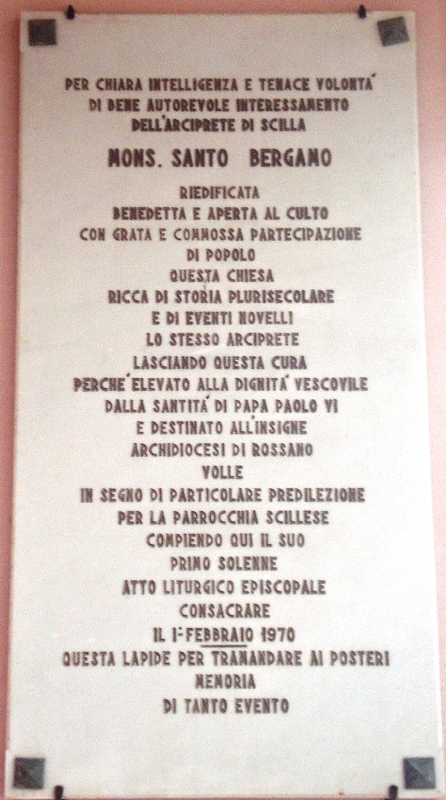 PER CHIARA INTELLIGENZA E TENACE VOLONTA'
DI BENE AUTOREVOLE INTERESSAMENTO
DELL'ARCIPRETE DI SCILLA
MONS. SANTO BERGAMO
RIEDIFICATA
BENEDETTA E APERTA AL CULTO
CON GRATA E COMMOSSA PARTECIPAZIONE
DI POPOLO
QUESTA CHIESA
RICCA DI STORIA PLURISECOLARE
E DI EVENTI NOVELLI
LO STESSO ARCIPRETE
LASCIANDO QUESTA CURA
PERCHE' ELEVATO ALLA DIGNITA' VESCOVILE
DALLA SANTITA' DI PAPA PAOLO VI
E DESTINATO ALL'INSIGNE
ARCHIDIOCESI DI ROSSANO
VOLLE
IN SEGNO DI PARTICOLARE PREDILEZIONE
PER LA PARROCCHIA SCILLESE
COMPIENDO QUI IL SUO
PRIMO SOLENNE
ATTO LITURGICO EPISCOPALE
CONSACRARE
IL 1° FEBBRAIO 1970
QUESTA LAPIDE PER TRAMANDARE AI POSTERI
MEMORIA
DI TANTO EVENTO